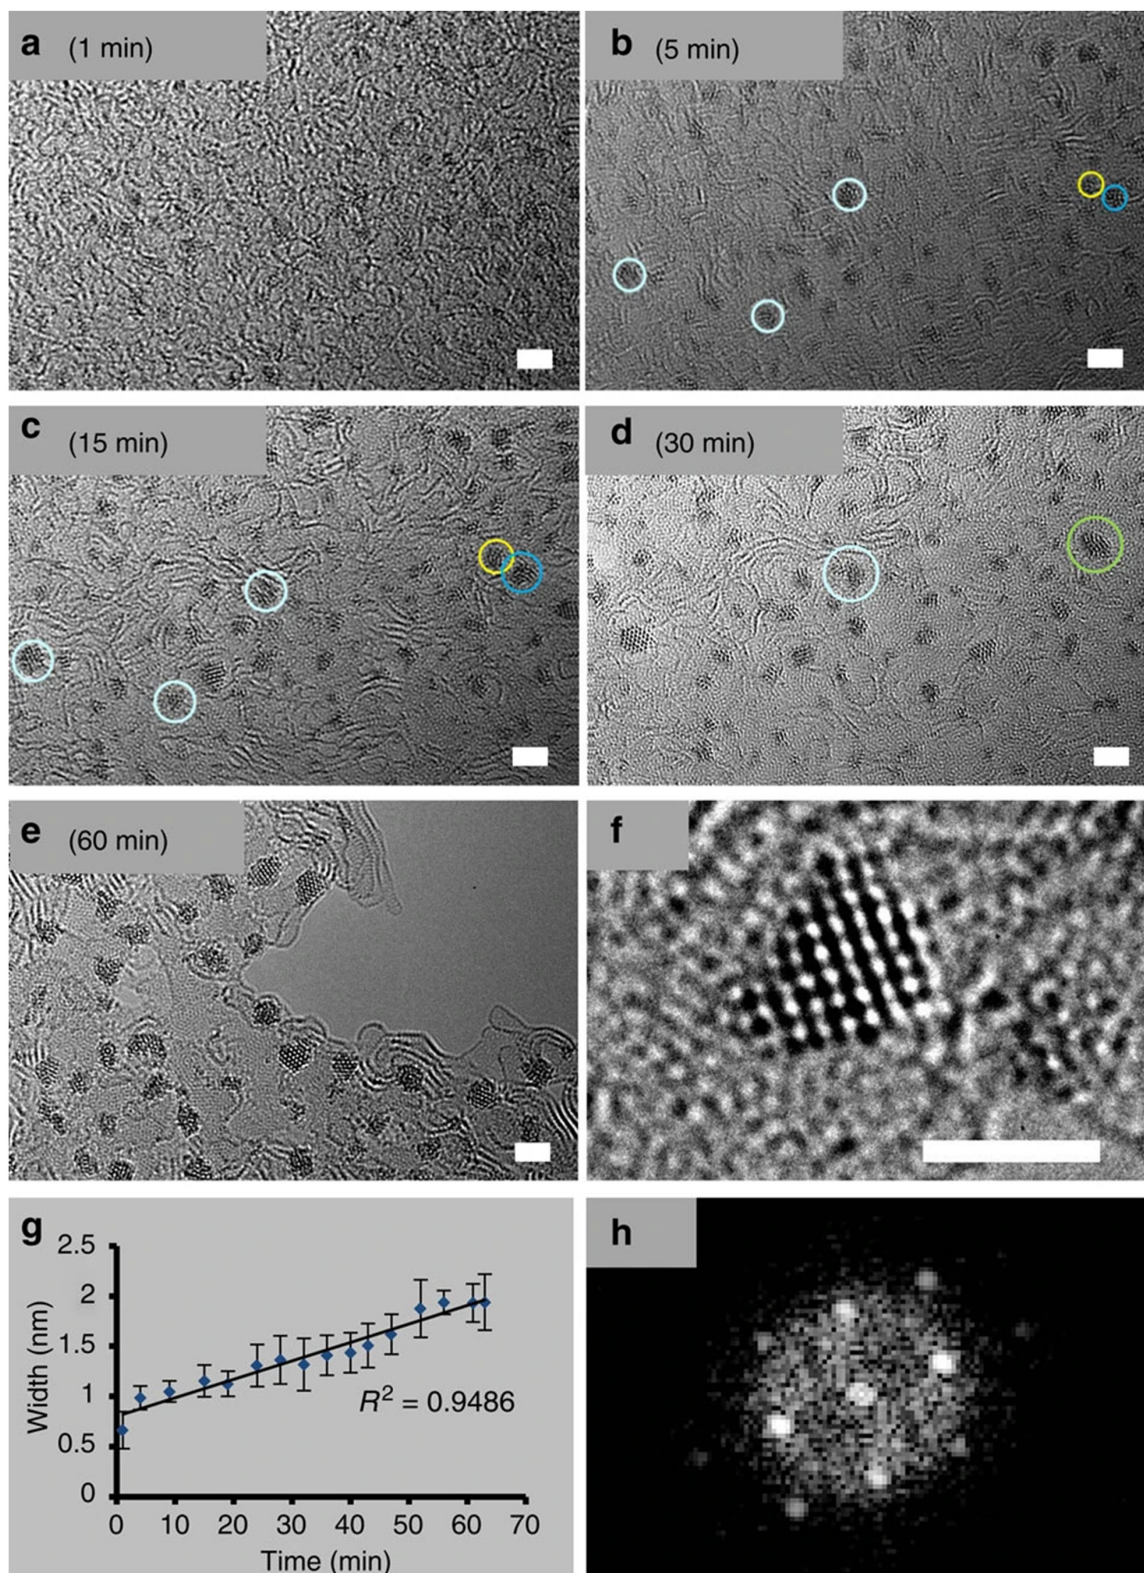 a (1 min)
b (5 min)
c (15 min)
d (30 min)
e (60 min)
f
g
2.5
2
1.5
1
0.5
0
Width (nm)
R² = 0.9486
0 10 20 30 40 50 60 70
Time (min)
h